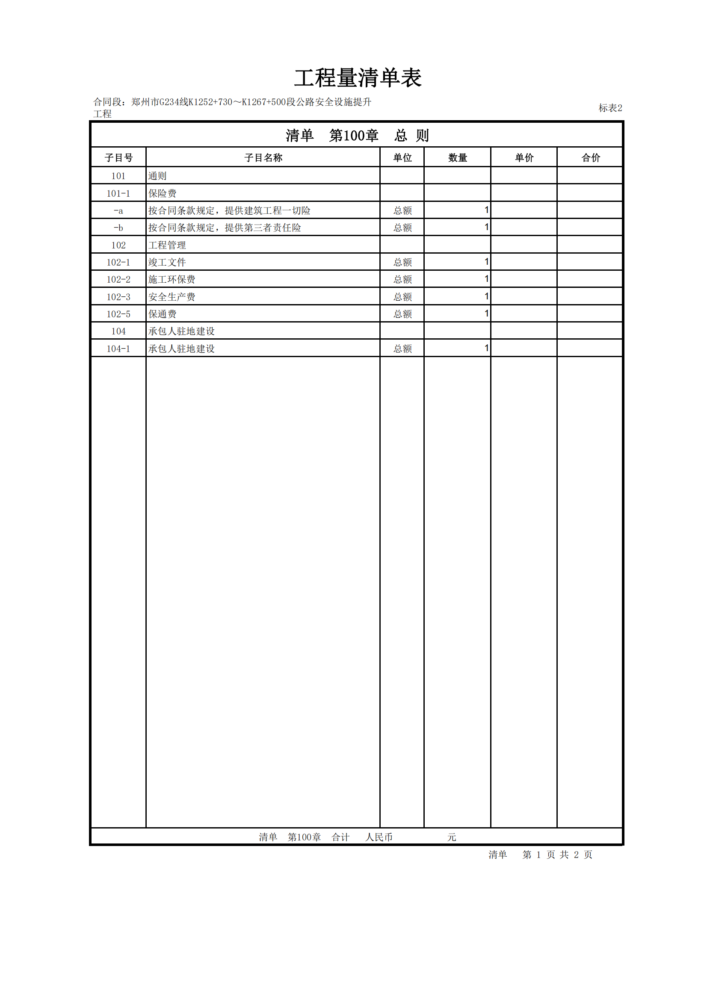 工程量清单表
合同段：郑州市G234线K1252+730～K1267+500段公路安全设施提升
工程
标表2
清单 第100章 总 则
子目号 子目名称 单位 数量 单价 合价
101 通则
101-1 保险费
-a 按合同条款规定，提供建筑工程一切险 总额 1
-b 按合同条款规定，提供第三者责任险 总额 1
102 工程管理
102-1 竣工文件 总额 1
102-2 施工环保费 总额 1
102-3 安全生产费 总额 1
102-5 保通费 总额 1
104 承包人驻地建设
104-1 承包人驻地建设 总额 1
清单 第100章 合计 人民币 元
清单 第 1 页 共 2 页